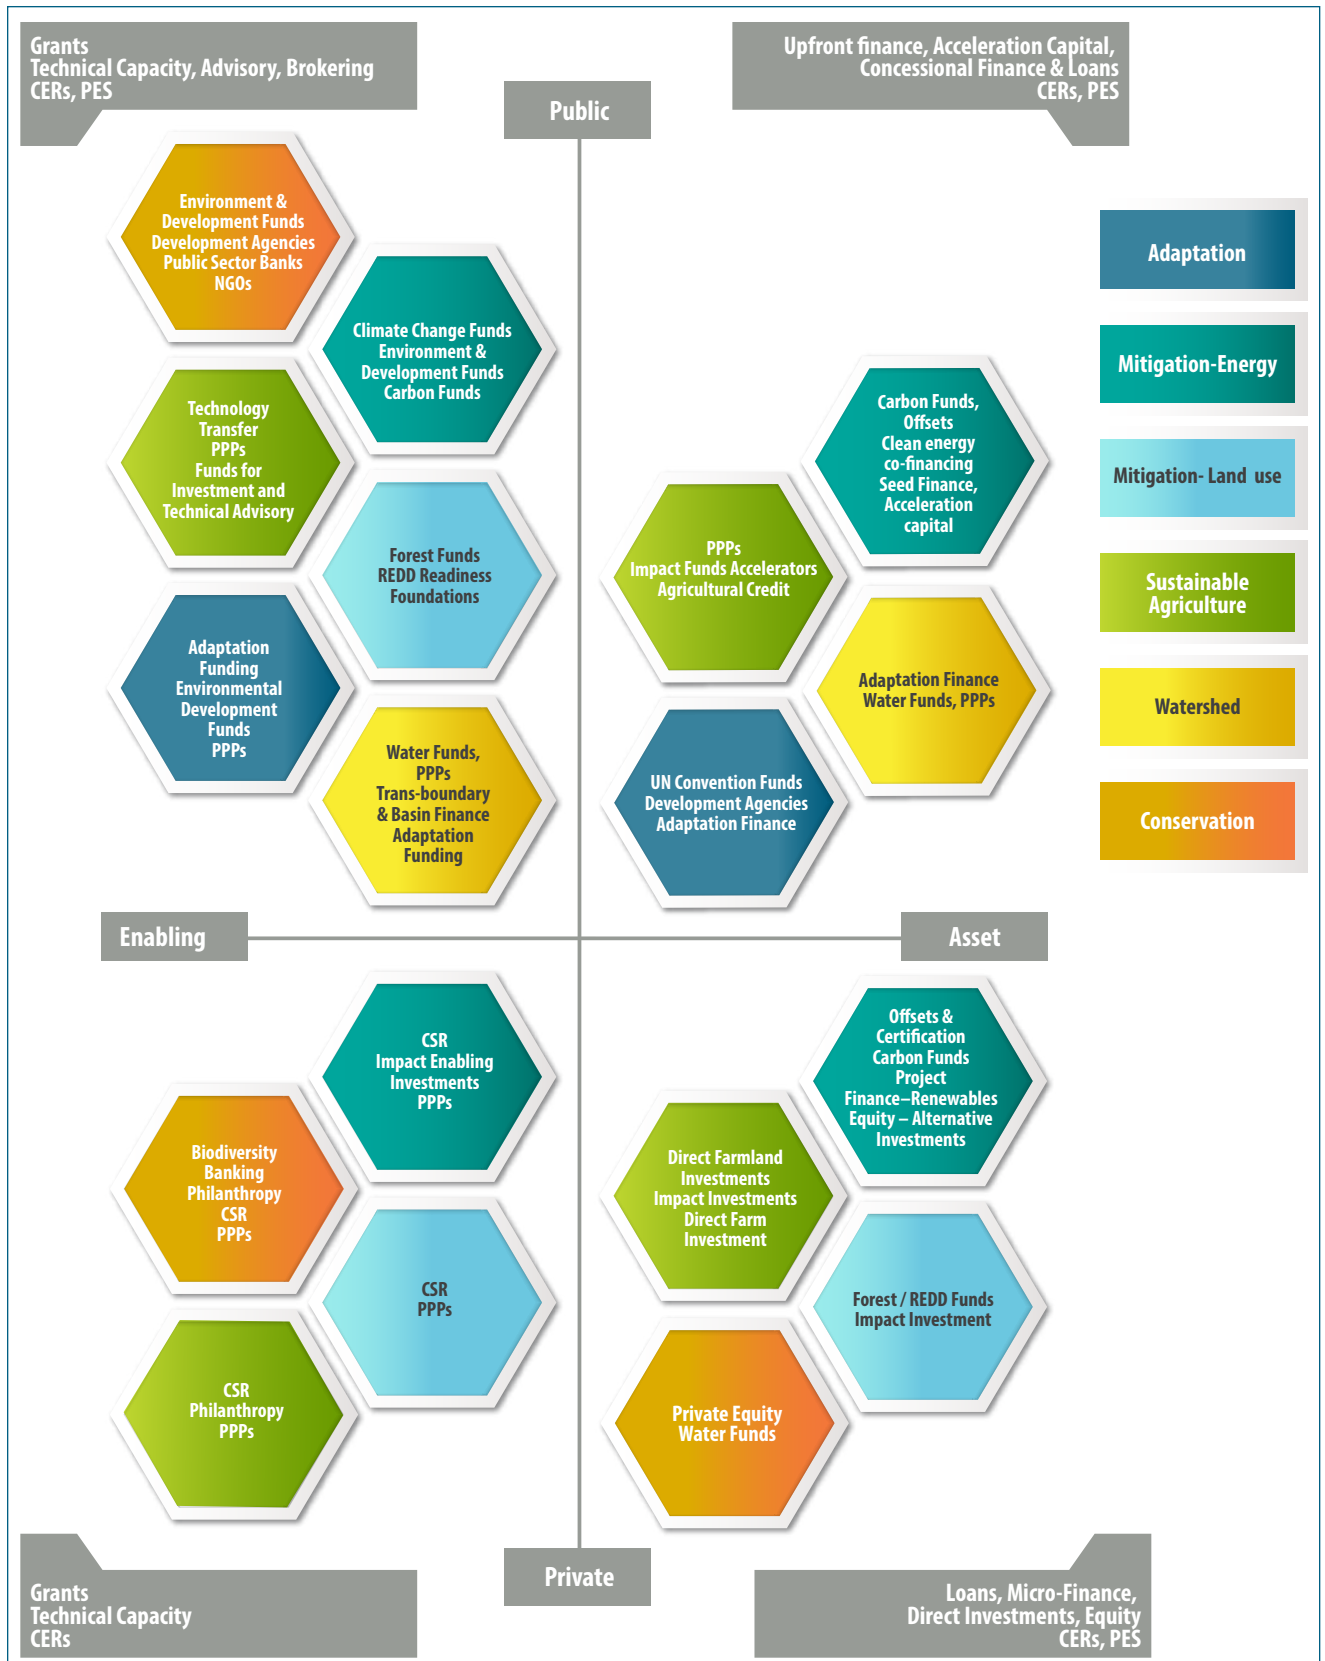 Grants
Technical Capacity, Advisory, Brokering
CERs, PES
Upfront finance, Acceleration Capital,
Concessional Finance & Loans
CERs, PES
Public
Environment &
Development Funds
Development Agencies
Public Sector Banks
NGOs
Climate Change Funds
Environment &
Development Funds
Carbon Funds
Technology
Transfer
PPPs
Funds for
Investment and
Technical Advisory
Forest Funds
REDD Readiness
Foundations
Adaptation
Funding
Environmental
Development
Funds
PPPs
Water Funds,
PPPs
Trans-boundary
& Basin Finance
Adaptation
Funding
Carbon Funds,
Offsets
Clean energy
co-financing
Seed Finance,
Acceleration
capital
PPPs
Impact Funds Accelerators
Agricultural Credit
Adaptation Finance
Water Funds, PPPs
UN Convention Funds
Development Agencies
Adaptation Finance
Adaptation
Mitigation-Energy
Mitigation- Land use
Sustainable
Agriculture
Watershed
Conservation
Enabling
Asset
CSR
Impact Enabling
Investments
PPPs
Biodiversity
Banking
Philanthropy
CSR
PPPs
CSR
PPPs
CSR
Philanthropy
PPPs
Offsets &
Certification
Carbon Funds
Project
Finance–Renewables
Equity – Alternative
Investments
Direct Farmland
Investments
Impact Investments
Direct Farm
Investment
Forest / REDD Funds
Impact Investment
Private Equity
Water Funds
Private
Grants
Technical Capacity
CERs
Loans, Micro-Finance,
Direct Investments, Equity
CERs, PES